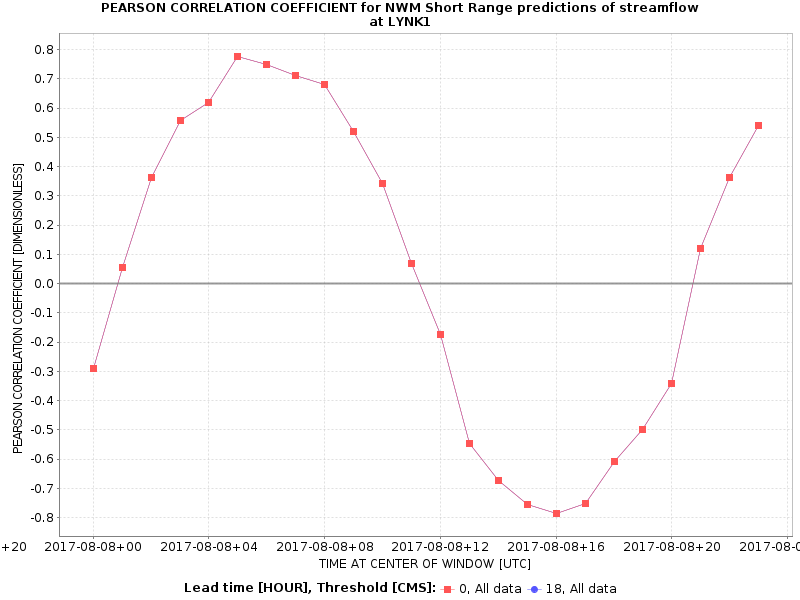 PEARSON CORRELATION COEFFICIENT for NWM Short Range predictions of streamflow
at LYNK1
PEARSON CORRELATION COEFFICIENT [DIMENSIONLESS]
0.8
0.7
0.6
0.5
0.4
0.3
0.2
0.1
0.0
-0.1
-0.2
-0.3
-0.4
-0.5
-0.6
-0.7
-0.8
+20 2017-08-08+00 2017-08-08+04 2017-08-08+08 2017-08-08+12 2017-08-08+16 2017-08-08+20 2017-08-0
TIME AT CENTER OF WINDOW [UTC]
Lead time [HOUR], Threshold [CMS]: 0, All data 18, All data